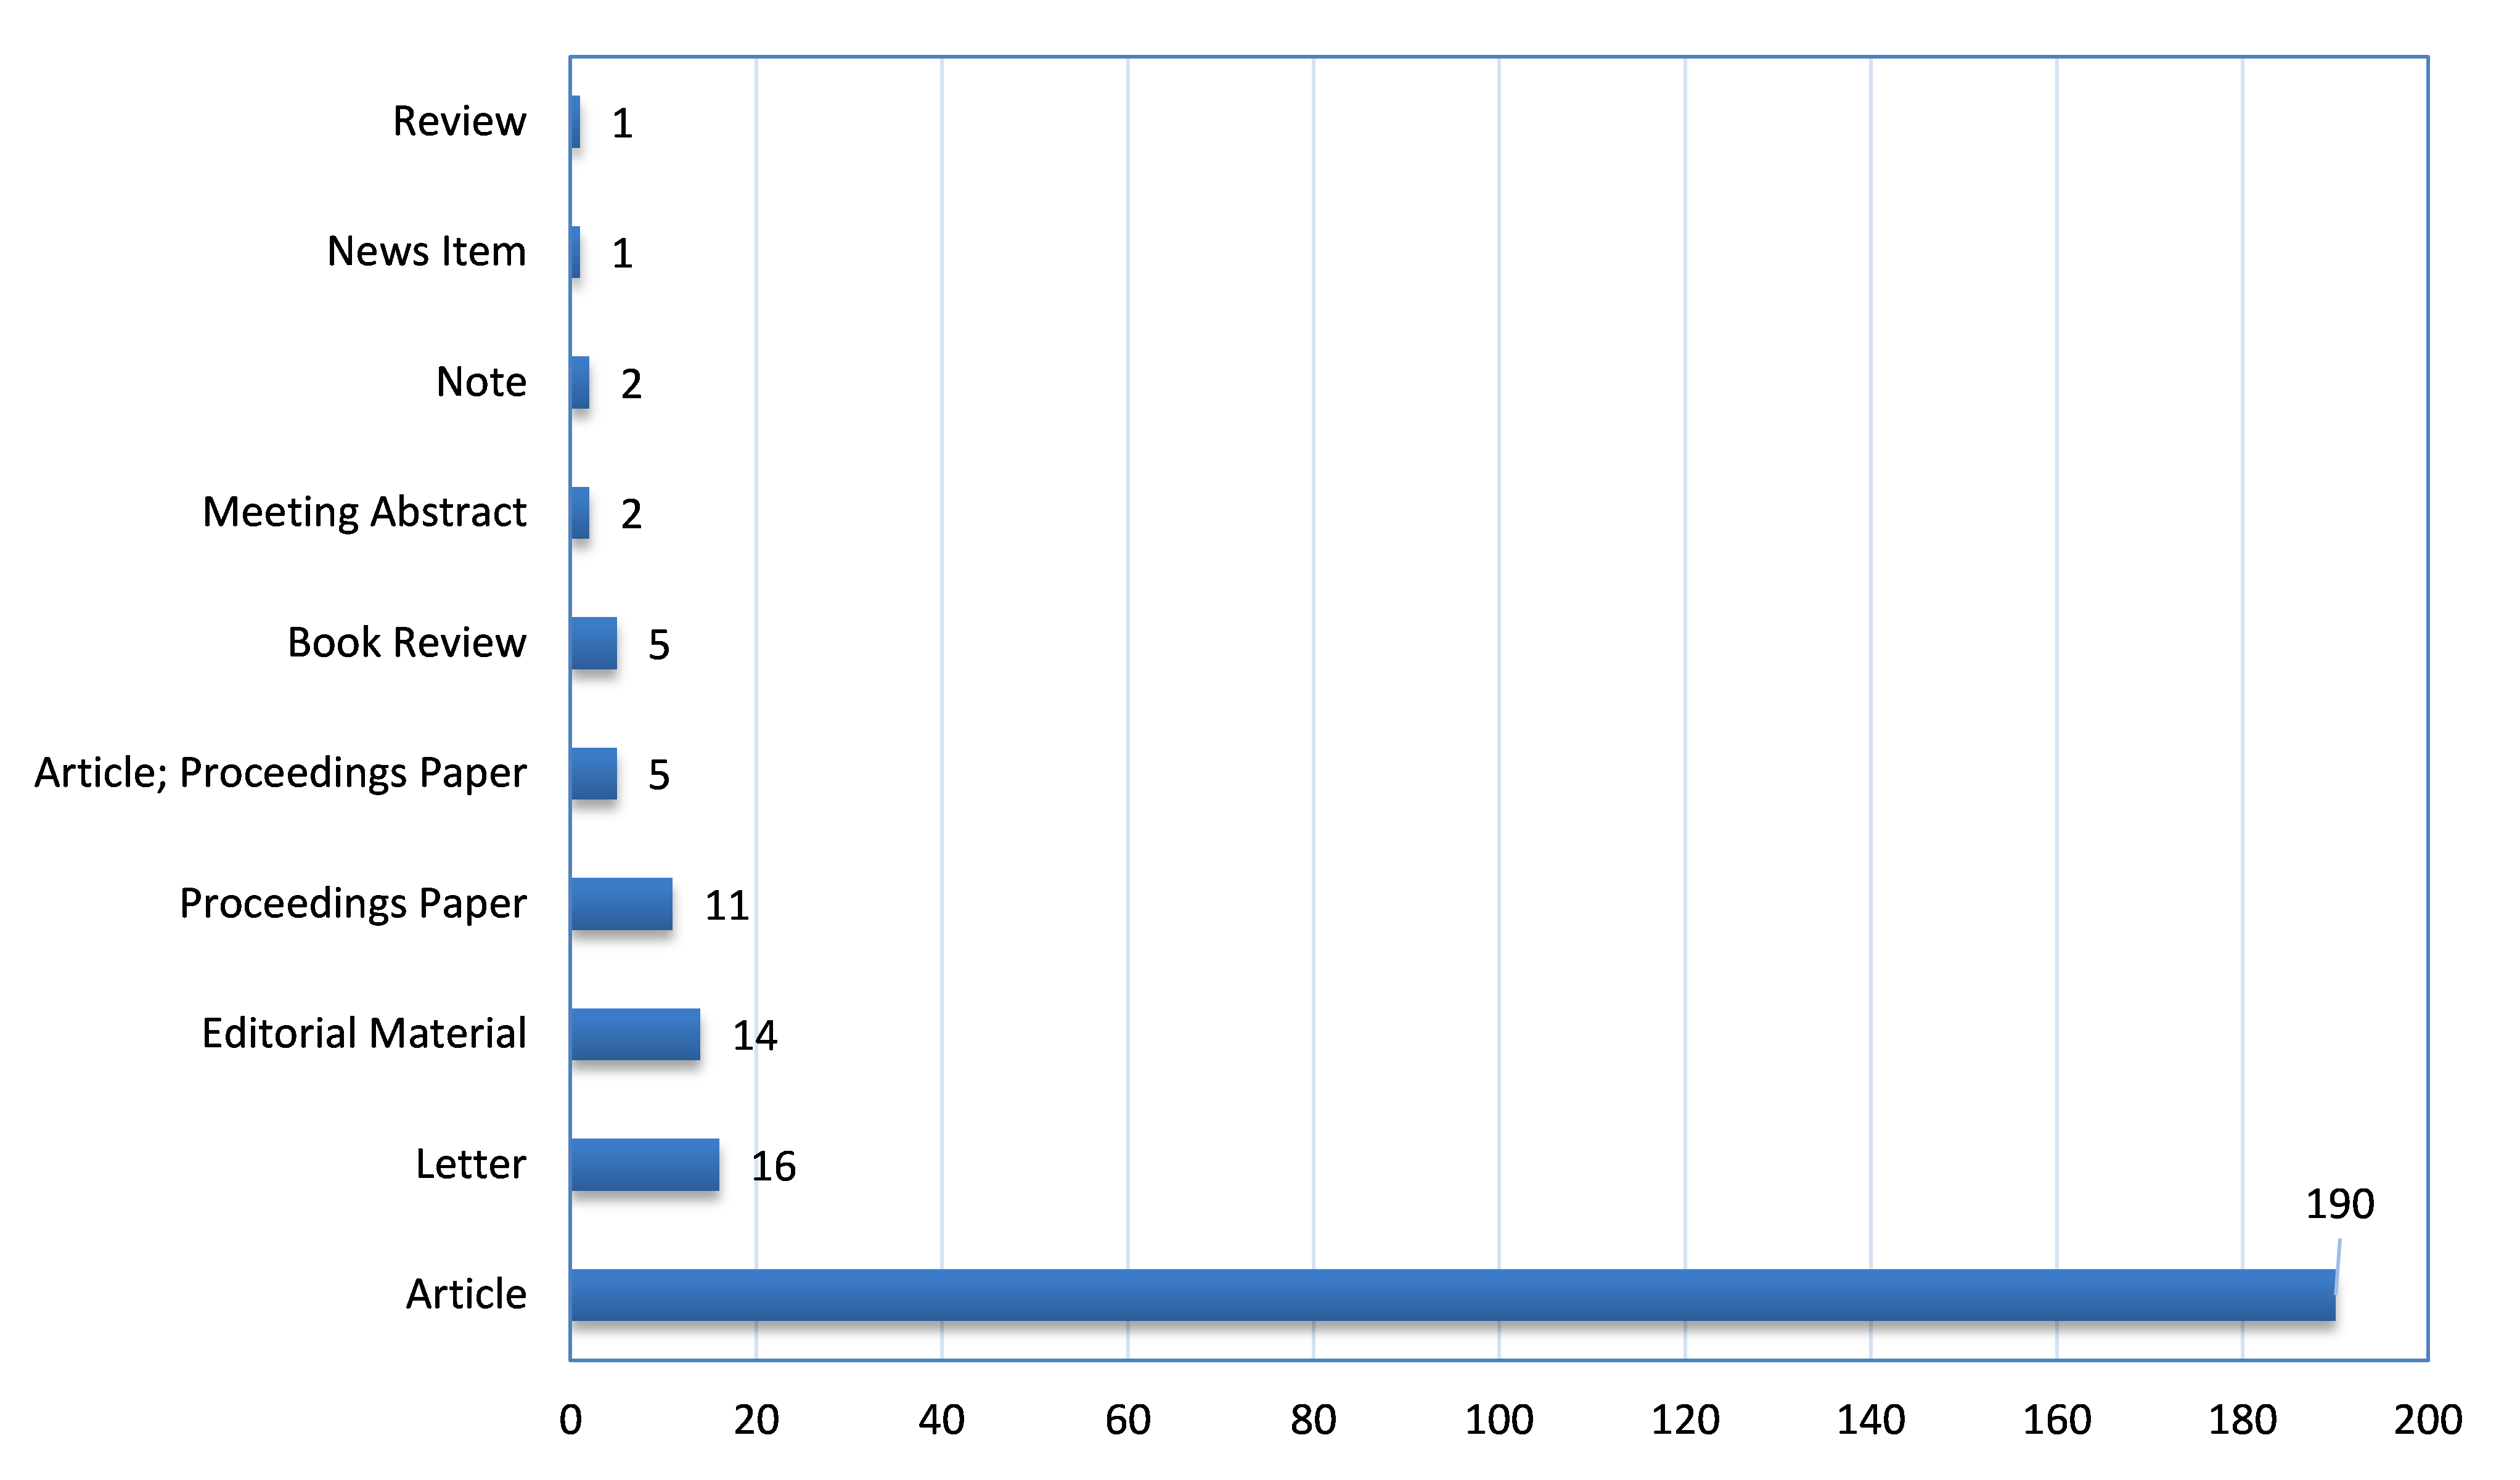 Review 1
News Item 1
Note 2
Meeting Abstract 2
Book Review 5
Article; Proceedings Paper 5
Proceedings Paper 11
Editorial Material 14
Letter 16
190
Article
0 20 40 60 80 100 120 140 160 180 200